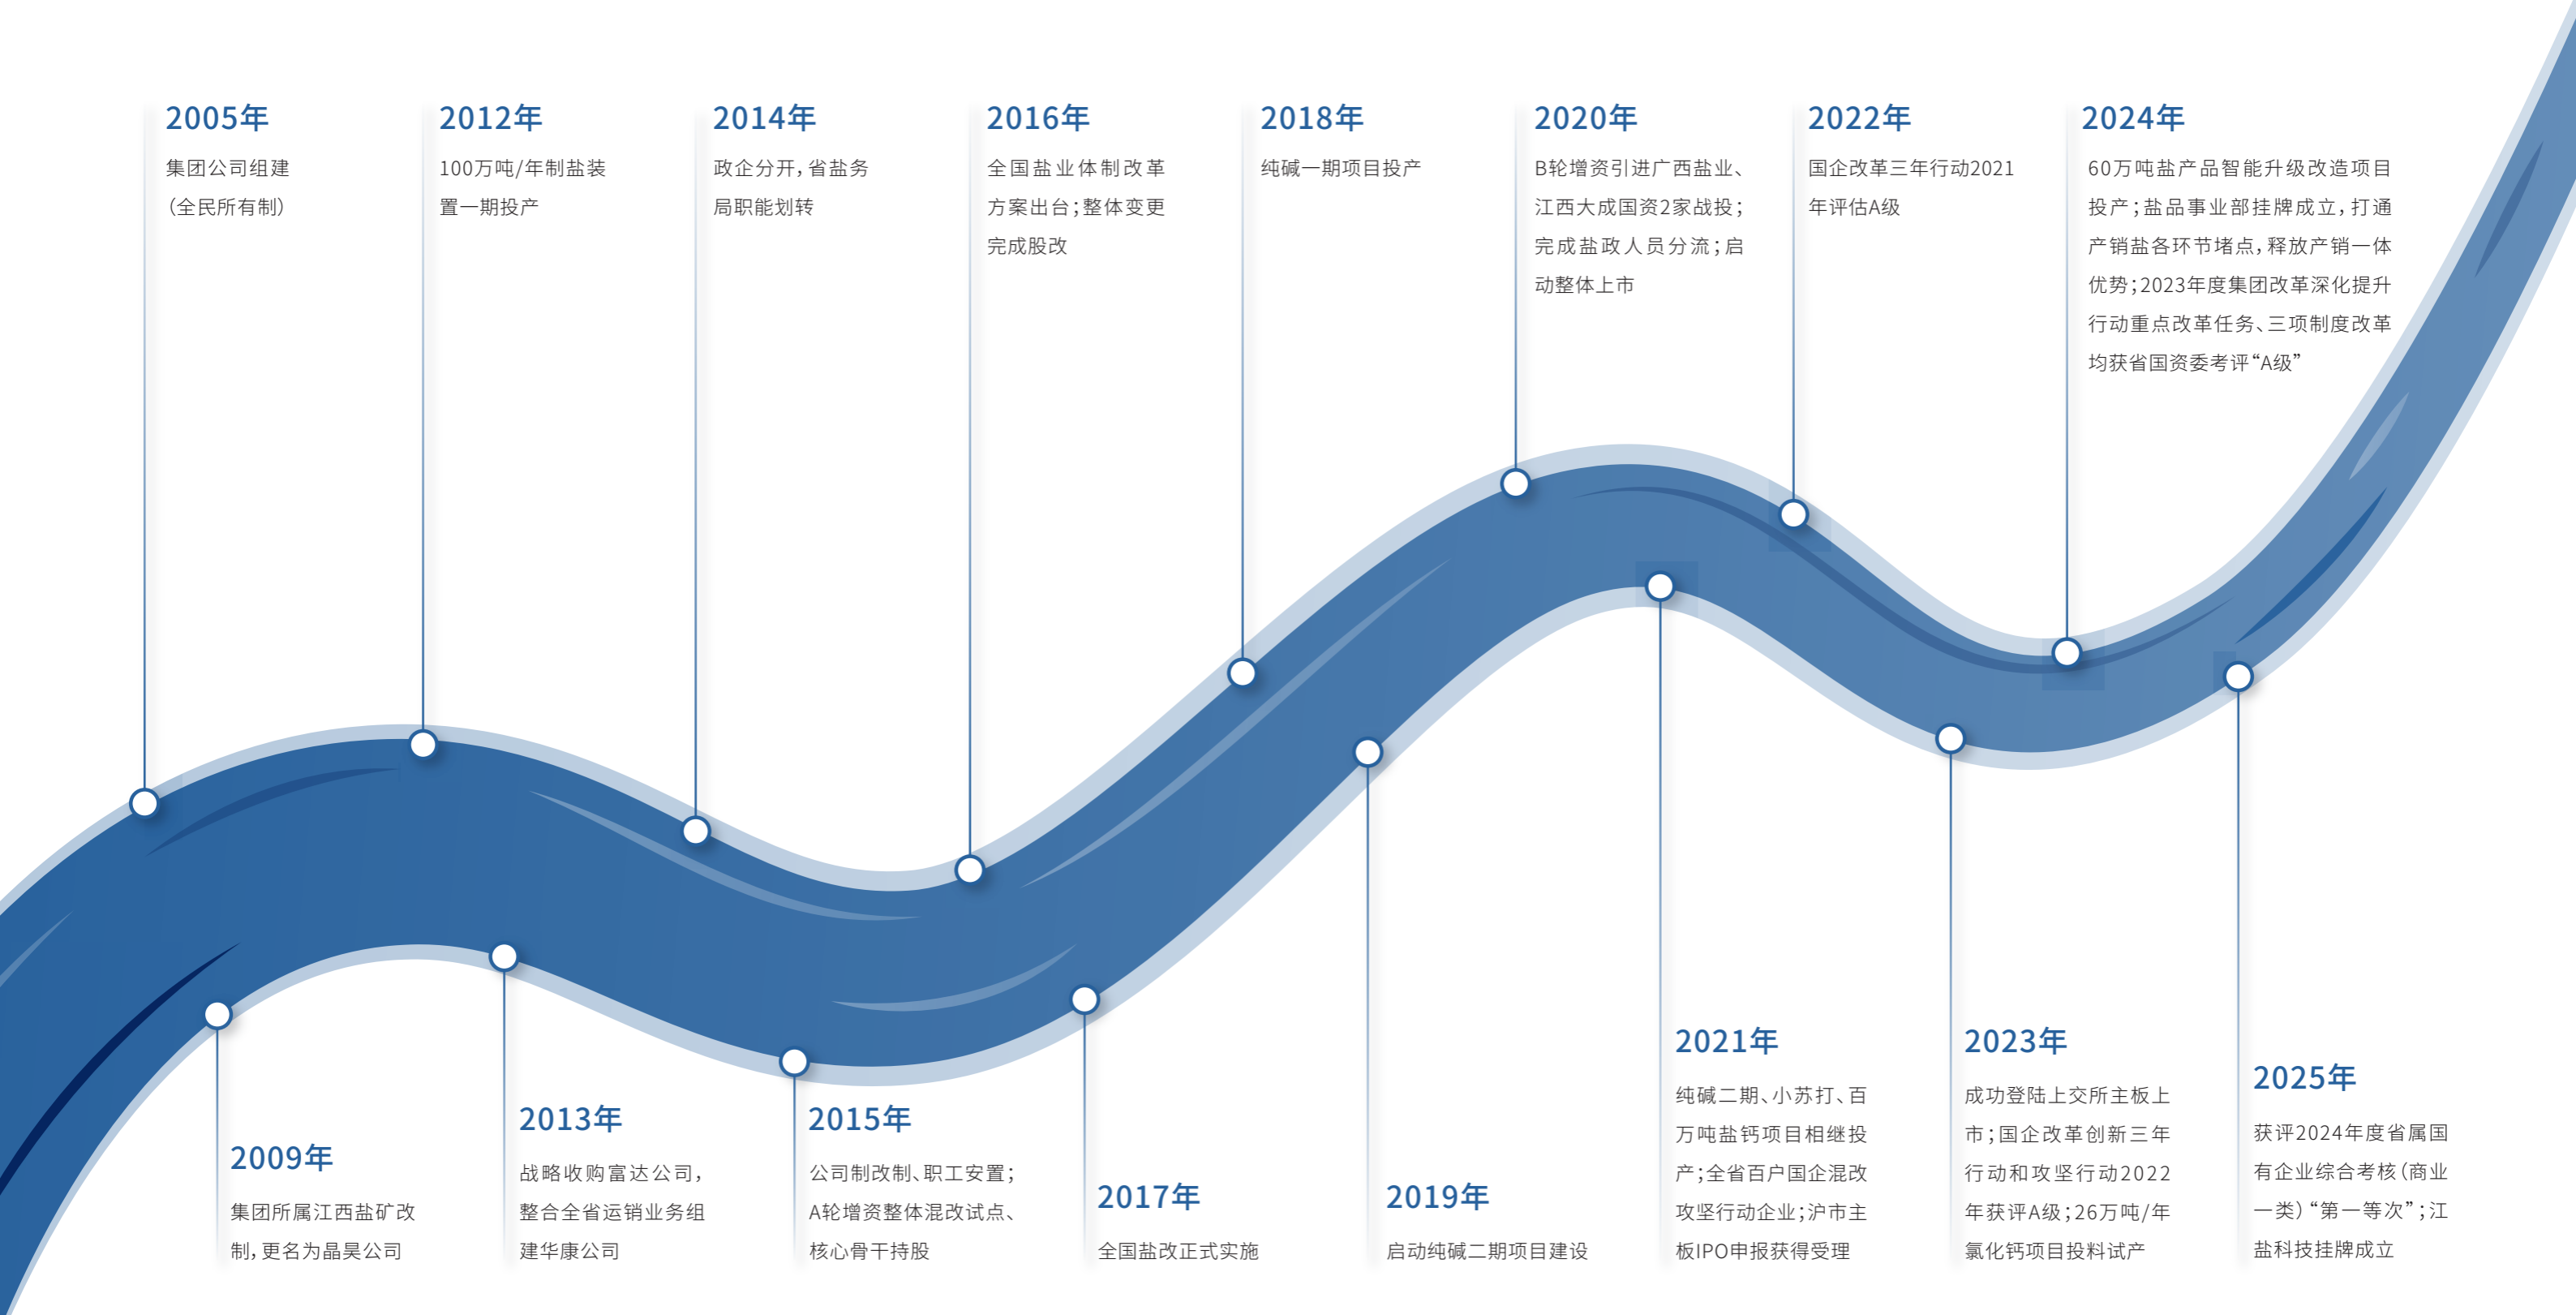 2005年
集团公司组建
（全民所有制）
2012年
100万吨/年制盐装
置一期投产
2014年
政企分开，省盐务
局职能划转
2016年
全国盐业体制改革
方案出台；整体变更
完成股改
2018年
纯碱一期项目投产
2020年
B轮增资引进广西盐业、
江西大成国资2家战投；
完成盐政人员分流；启
动整体上市
2022年
国企改革三年行动2021
年评估A级
2024年
60万吨盐产品智能升级改造项目
投产；盐品事业部挂牌成立，打通
产销盐各环节堵点，释放产销一体
优势；2023年度集团改革深化提升
行动重点改革任务、三项制度改革
均获省国资委考评“A级”
2009年
集团所属江西盐矿改
制，更名为晶昊公司
2013年
战略收购富达公司，
整合全省运销业务组
建华康公司
2015年
公司制改制、职工安置；
A轮增资整体混改试点、
核心骨干持股
2017年
全国盐改正式实施
2019年
启动纯碱二期项目建设
2021年
纯碱二期、小苏打、百
万吨盐钙项目相继投
产；全省百户国企混改
攻坚行动企业；沪市主
板IPO申报获得受理
2023年
成功登陆上交所主板上
市；国企改革创新三年
行动和攻坚行动2022
年获评A级；26万吨/年
氯化钙项目投料试产
2025年
获评2024年度省属国
有企业综合考核（商业
一类）“第一等次”；江
盐科技挂牌成立